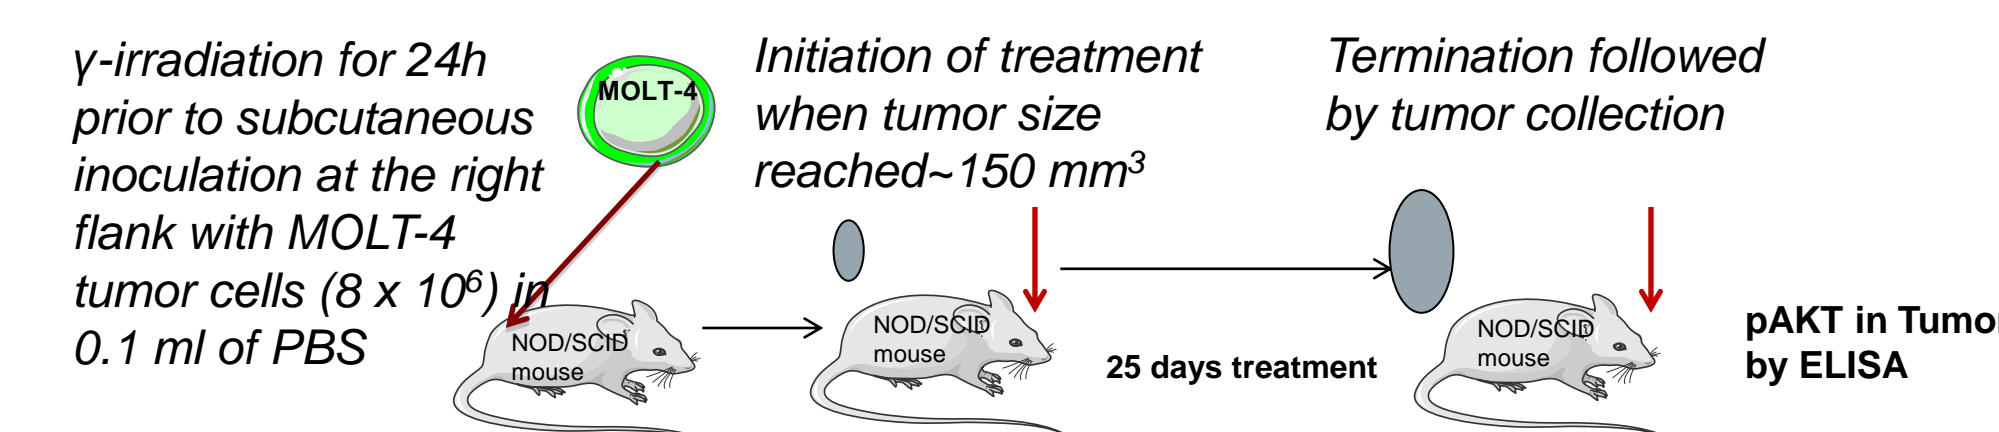 γ-irradiation for 24h
prior to subcutaneous
inoculation at the right
flank with MOLT-4
tumor cells (8 x 10⁶) in
0.1 ml of PBS
MOLT-4
NOD/SCID
mouse
Initiation of treatment
when tumor size
reached~150 mm³
NOD/SCID
mouse
25 days treatment
Termination followed
by tumor collection
NOD/SCID
mouse
pAKT in Tumor
by ELISA